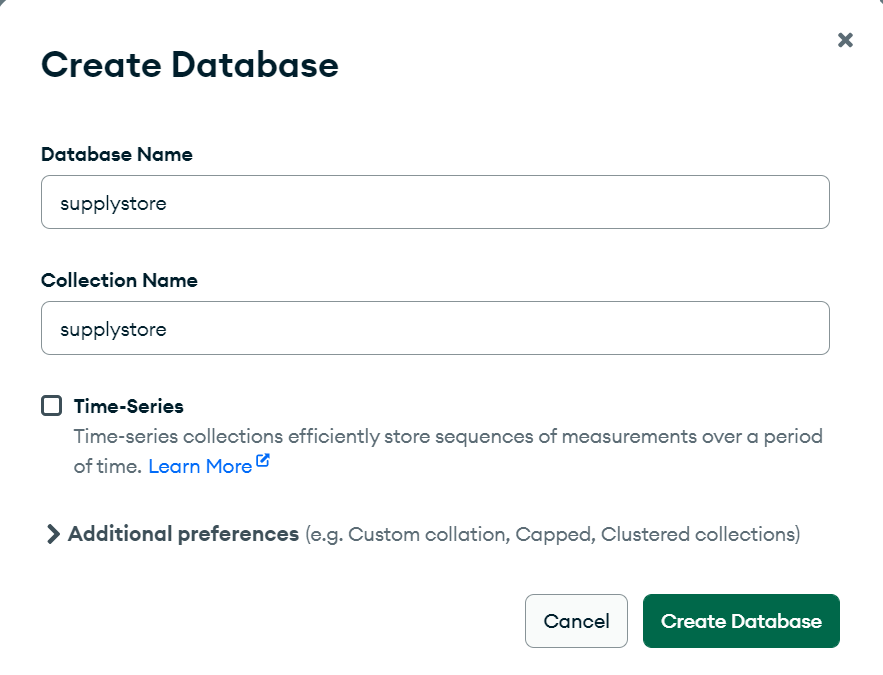 Create Database
Database Name
supplystore
Collection Name
supplystore
Time-Series
Time-series collections efficiently store sequences of measurements over a period
of time. Learn More
Additional preferences (e.g. Custom collation, Capped, Clustered collections)
Cancel
Create Database